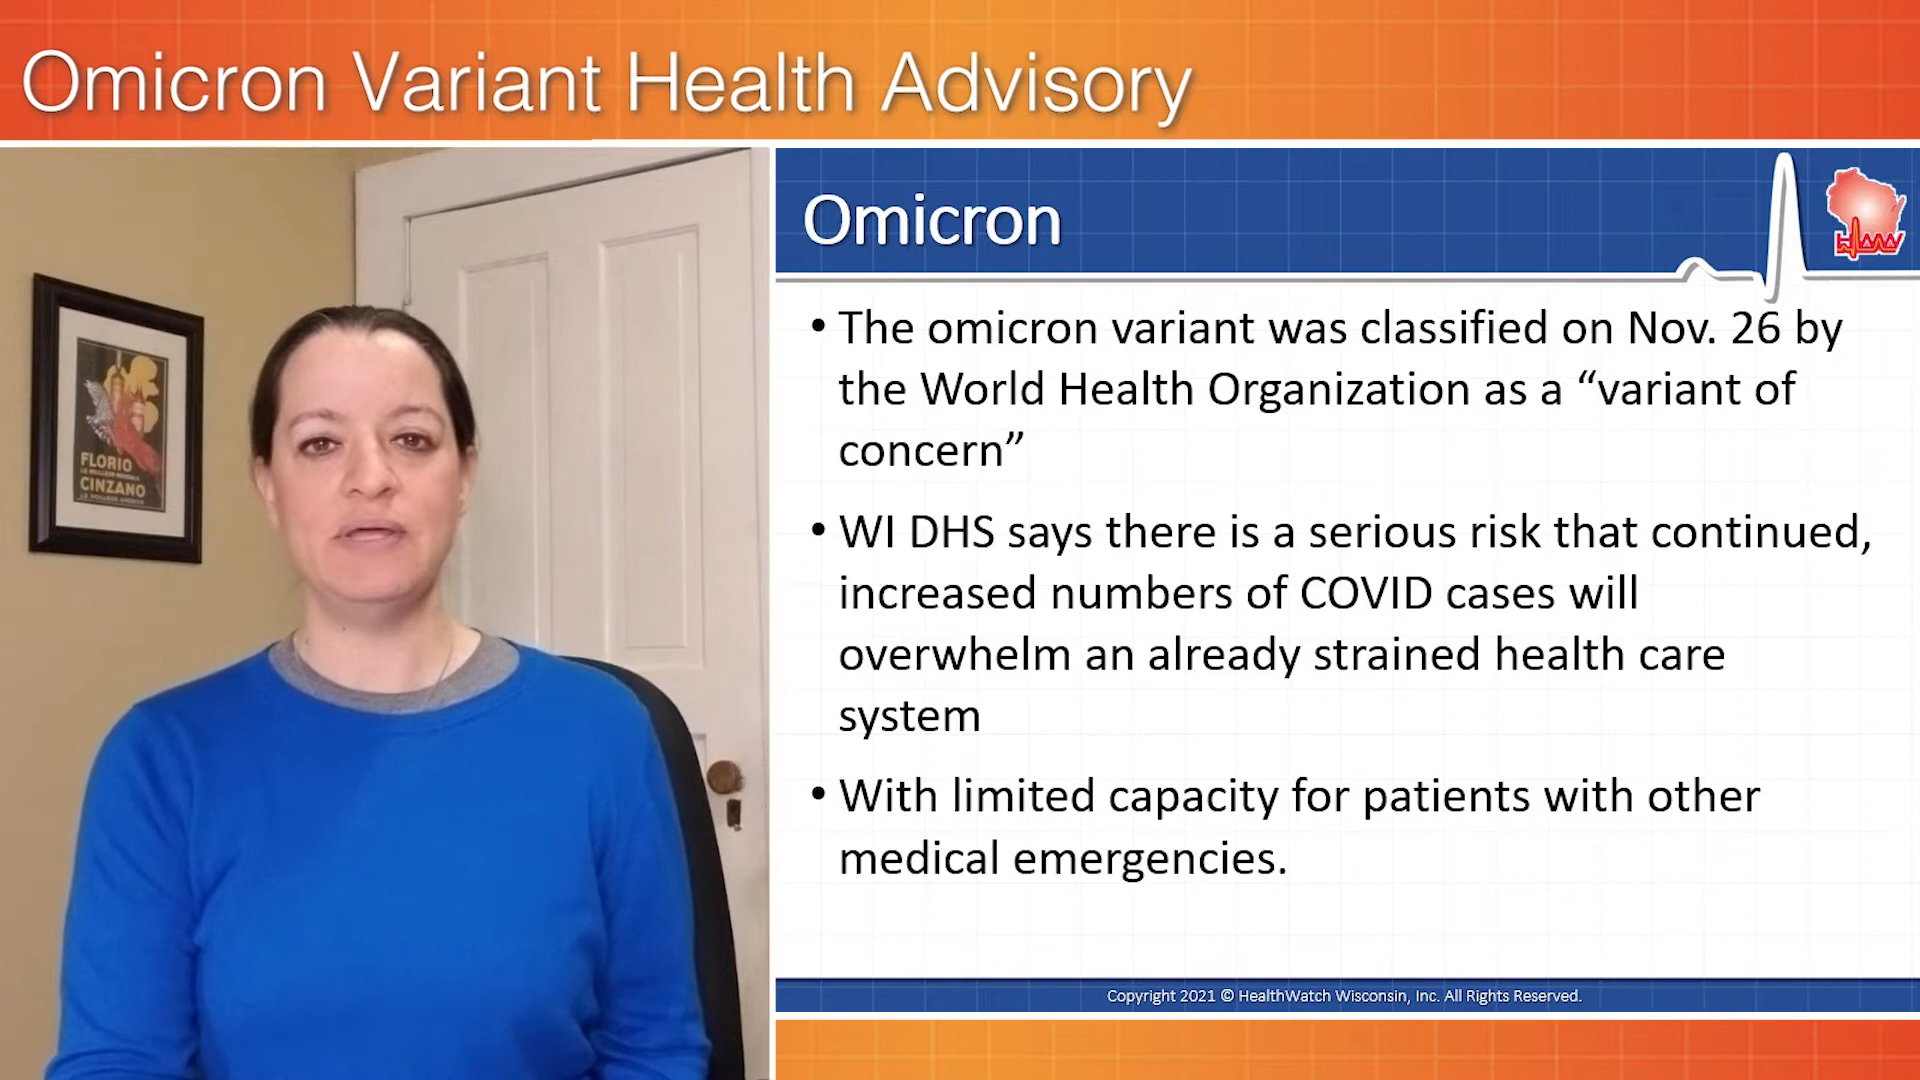 Omicron Variant Health Advisory
FLORIO
CINZANO
Omicron
• The omicron variant was classified on Nov. 26 by
the World Health Organization as a “variant of
concern”
• WI DHS says there is a serious risk that continued,
increased numbers of COVID cases will
overwhelm an already strained health care
system
• With limited capacity for patients with other
medical emergencies.
Copyright 2021 © HealthWatch Wisconsin, Inc. All Rights Reserved.